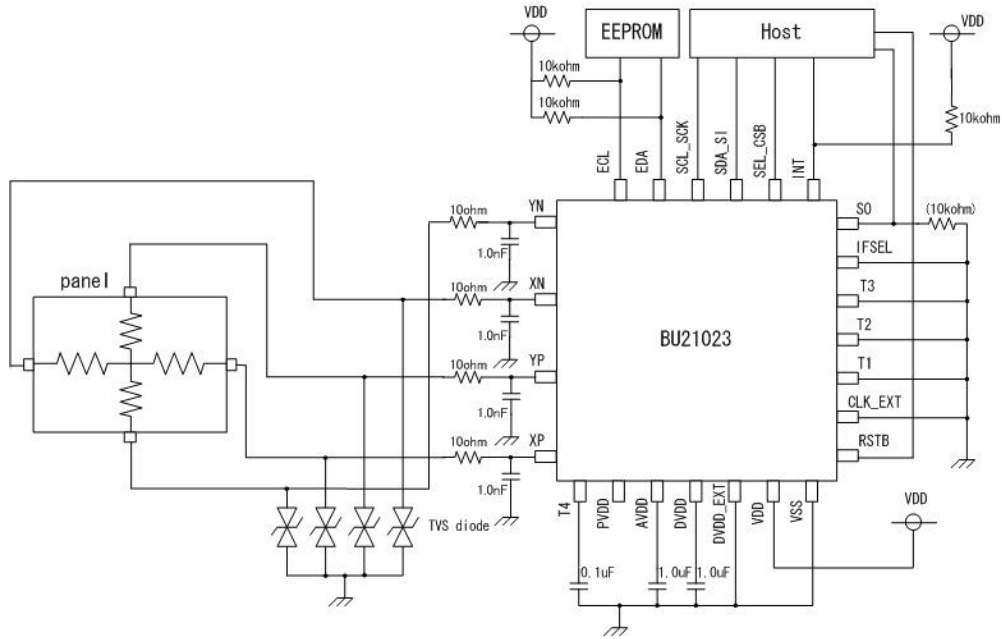 VDD
EEPROM
Host
VDD
10kohm
10kohm
10kohm
ECL
EDA
SCL_SCK
SDA_SI
SEL_CSB
INT
10ohm
YN
1.0nF
SO
(10kohm)
IFSEL
panel
10ohm
XN
1.0nF
T3
BU21023
T2
10ohm
YP
1.0nF
T1
CLK_EXT
10ohm
XP
1.0nF
RSTB
TVS diode
T4
PVDD
AVDD
DVDD
DVDD_EXT
VDD
VSS
VDD
0.1uF
1.0uF
1.0uF